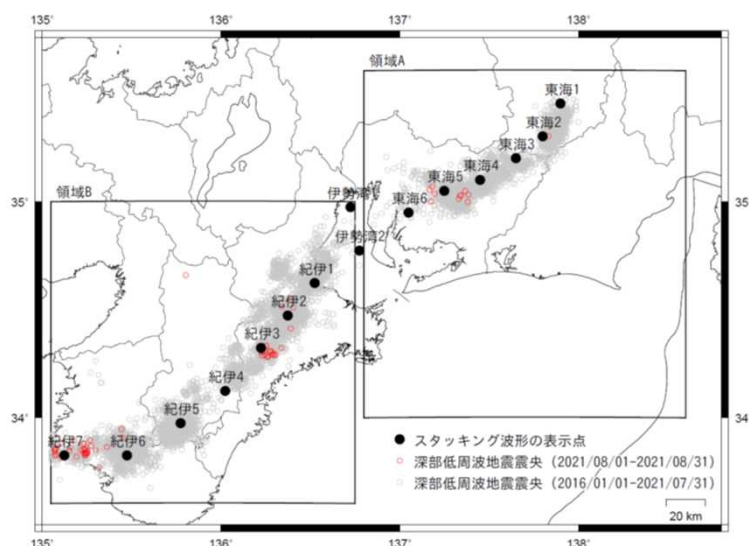 135°
136°
137°
138°
領域A
東海1
東海2
東海3
東海4
東海5
東海6
35°
35°
領域B
伊勢湾1
伊勢湾2
紀伊1
紀伊2
紀伊3
紀伊4
紀伊5
紀伊6
紀伊7
34°
34°
スタッキング波形の表示点
深部低周波地震震央 (2021/08/01-2021/08/31)
深部低周波地震震央 (2016/01/01-2021/07/31)
20 km
135°
136°
137°
138°